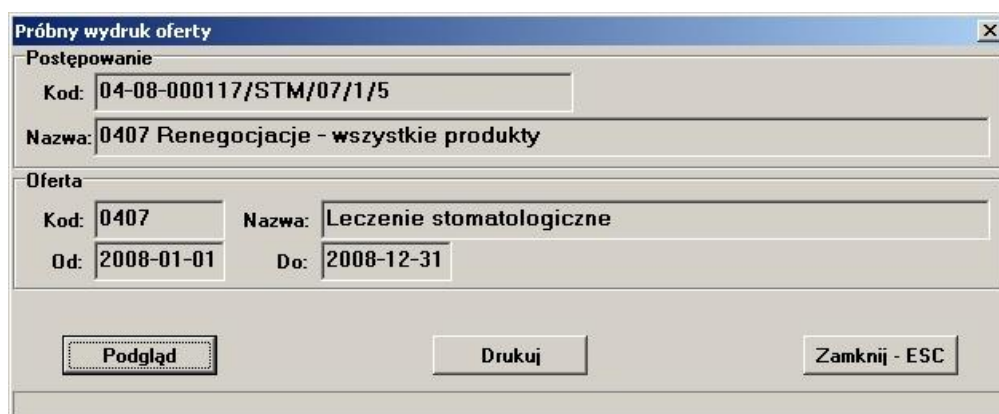 Próbny wydruk oferty
Postępowanie
Kod: 04-08-000117/STM/07/1/5
Nazwa: 0407 Renegocjacje - wszystkie produkty
Oferta
Kod: 0407 Nazwa: Leczenie stomatologiczne
Od: 2008-01-01 Do: 2008-12-31
Podgląd Drukuj Zamknij - ESC